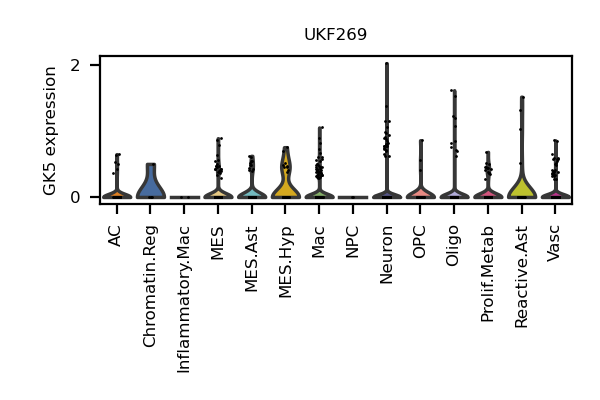 UKF269
GK5 expression
2
0
AC
Chromatin.Reg
Inflammatory.Mac
MES
MES.Ast
MES.Hyp
Mac
NPC
Neuron
OPC
Oligo
Prolif.Metab
Reactive.Ast
Vasc